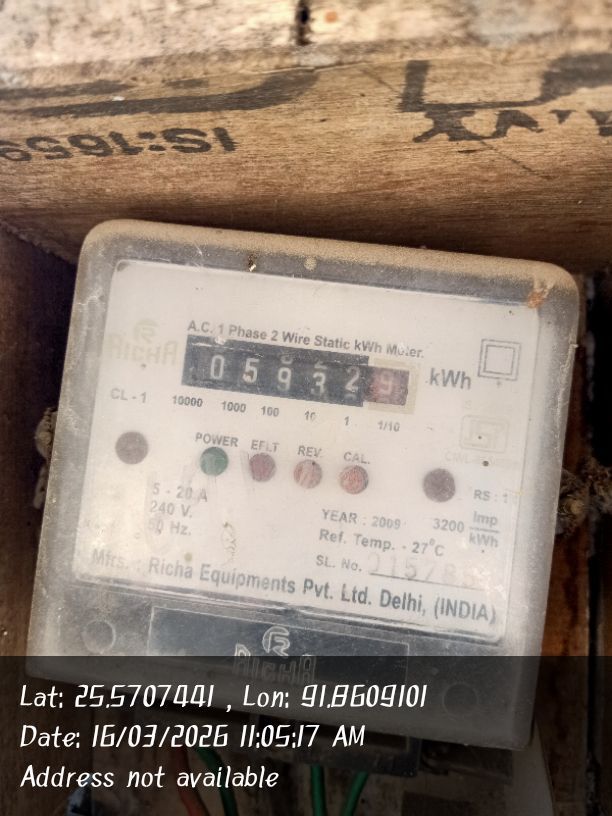 IS:1659
RICHA
A.C. 1 Phase 2 Wire Static kWh Meter.
0 5 9 3 2 9 kWh
CL - 1 10000 1000 100 10 1 1/10
POWER EFLT REV. CAL.
5 - 20 A
240 V.
50 Hz.
RS : 1
YEAR : 2009 3200 Imp/kWh
Ref. Temp. - 27°C
SL. No.
Mfrs. : Richa Equipments Pvt. Ltd. Delhi, (INDIA)
RICHA
Lat: 25.5707441 , Lon: 91.8609101
Date: 16/03/2026 11:05:17 AM
Address not available